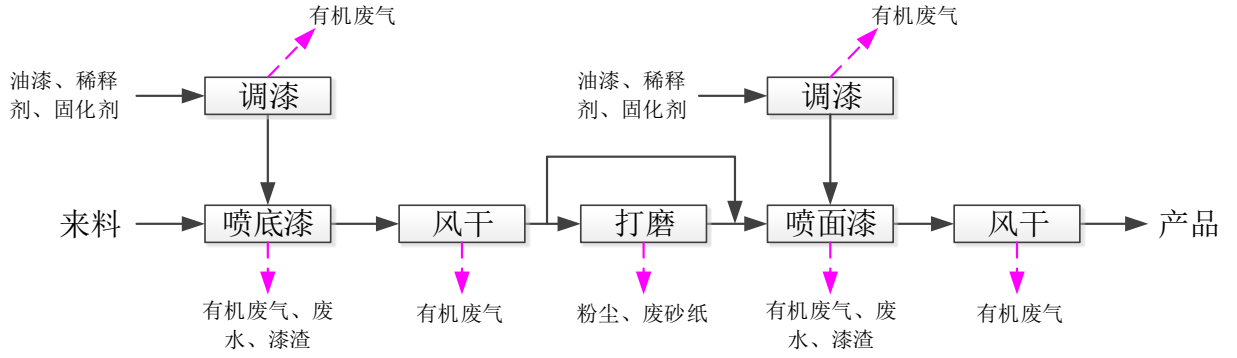 有机废气
有机废气
油漆、稀释
剂、固化剂
调漆
油漆、稀释
剂、固化剂
调漆
来料
喷底漆
风干
打磨
喷面漆
风干
产品
有机废气、废
水、漆渣
有机废气
粉尘、废砂纸
有机废气、废
水、漆渣
有机废气